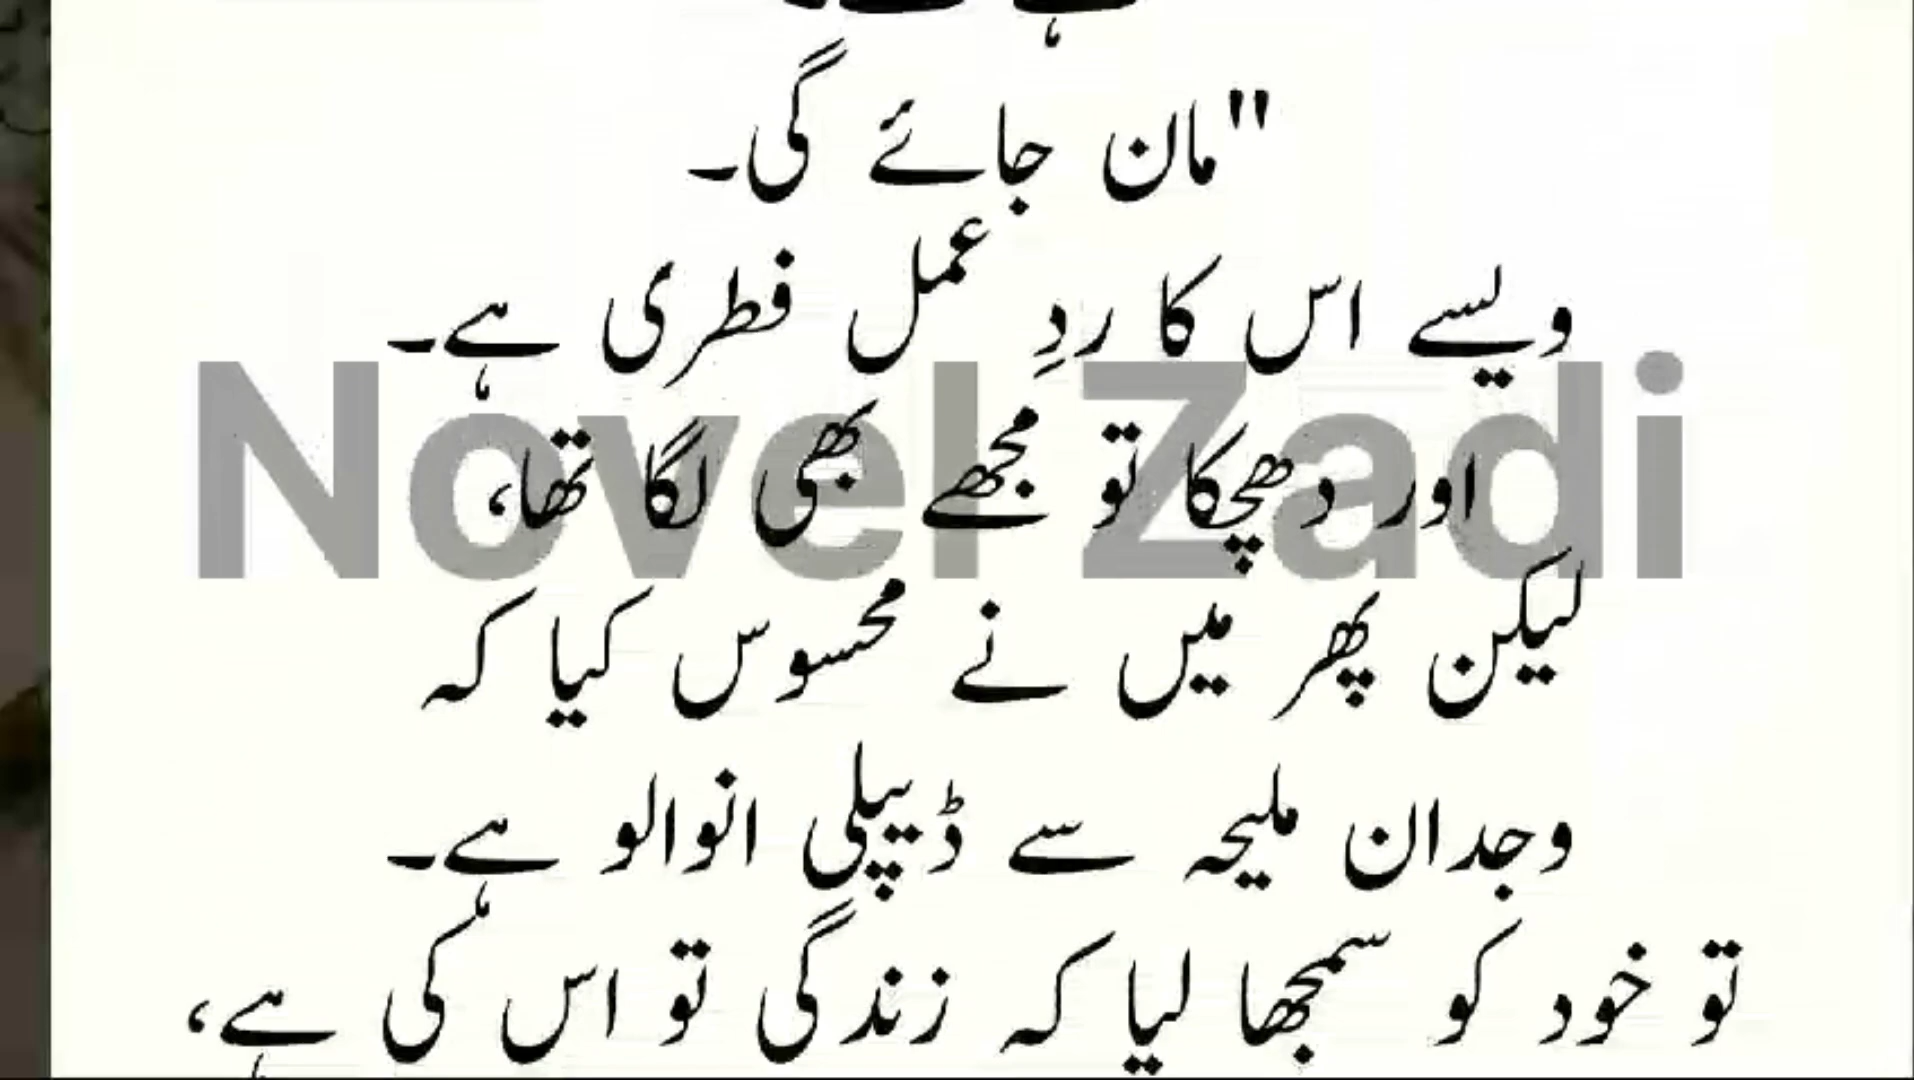 "مان جائے گی۔
ویسے اس کا ردِ عمل فطری ہے۔
اور دھچکا تو مجھے بھی لگا تھا،
لیکن پھر میں نے محسوس کیا کہ
وجدان ملیحہ سے ڈیپلی انوالو ہے۔
تو خود کو سمجھا لیا کہ زندگی تو اس کی ہے،
Novel Zadi